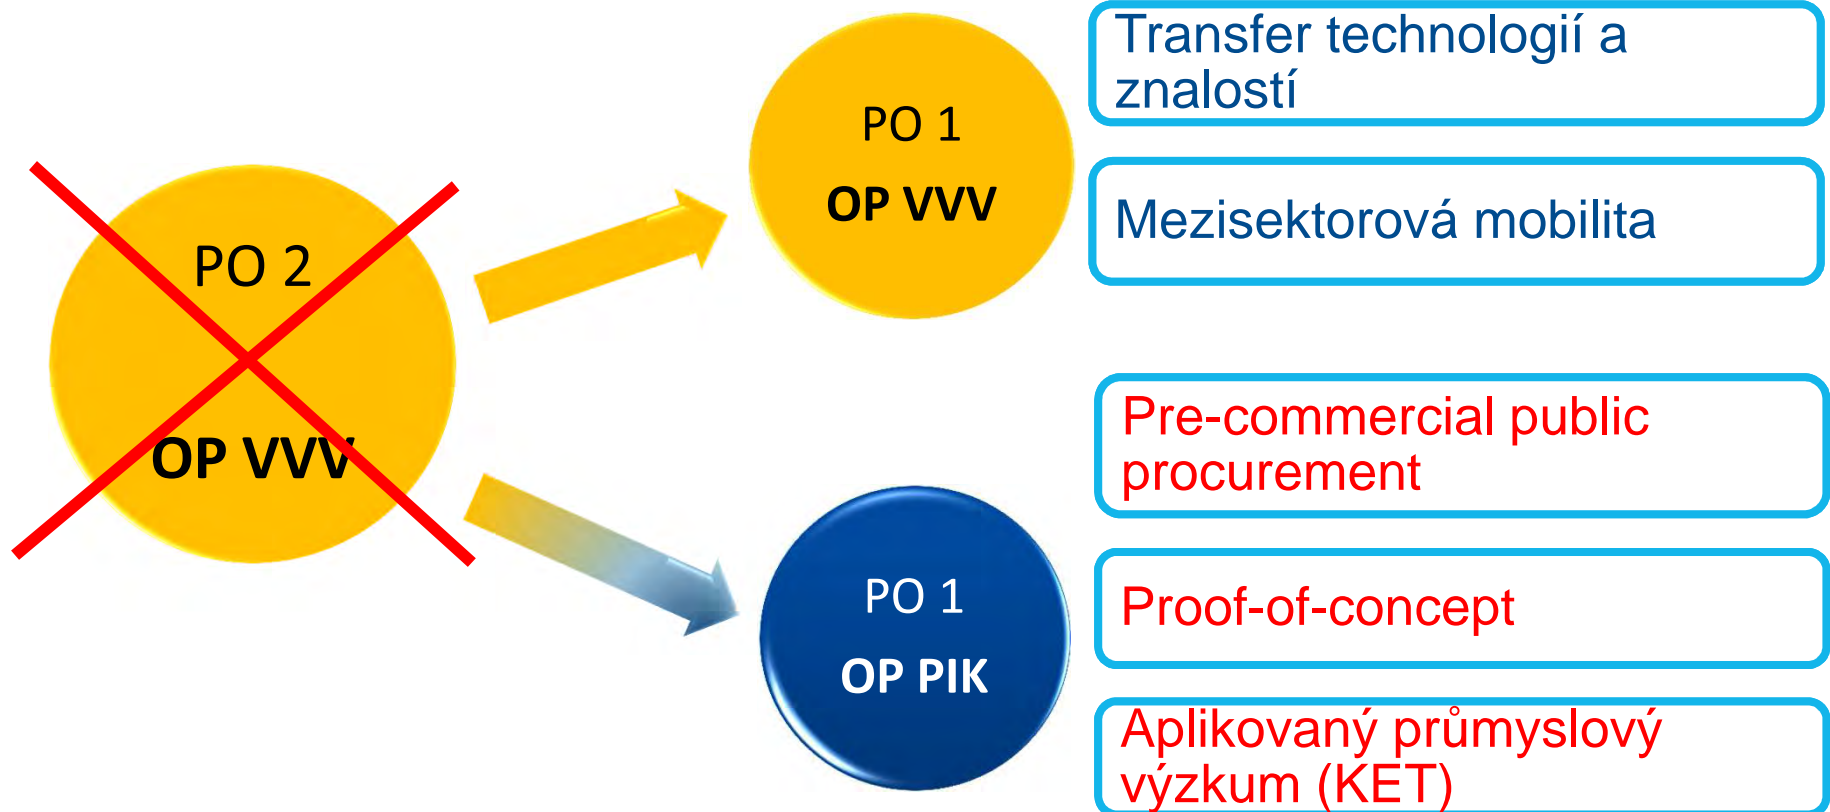 PO 2
OP VVV
PO 1
OP VVV
Transfer technologií a
znalostí
Mezisektorová mobilita
PO 1
OP PIK
Pre-commercial public
procurement
Proof-of-concept
Aplikovaný průmyslový
výzkum (KET)